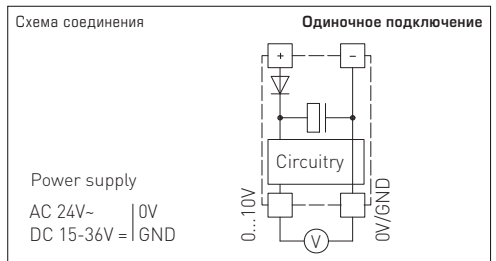 Схема соединения
Одиночное подключение
+ −
Circuitry
Power supply
AC 24V~ | 0V
DC 15-36V = | GND
0...10V
0V/GND
V